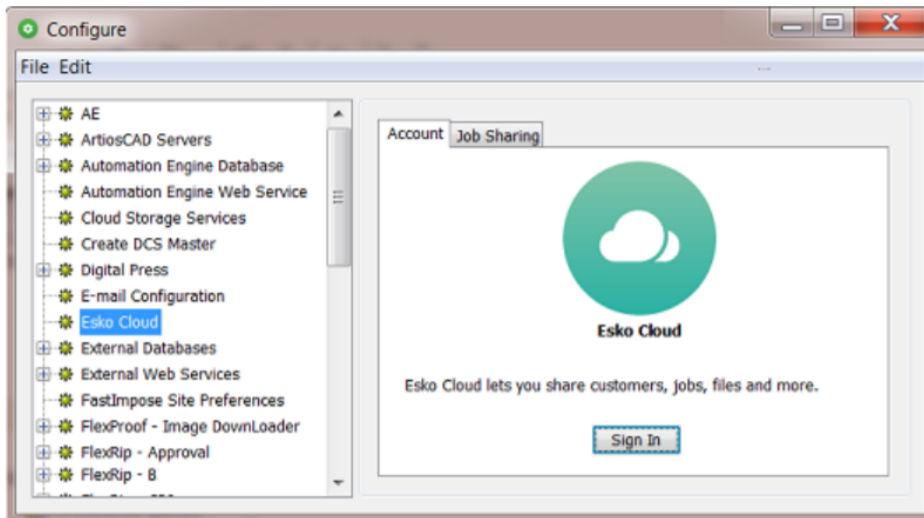 Configure
File Edit
AE
ArtiosCAD Servers
Automation Engine Database
Automation Engine Web Service
Cloud Storage Services
Create DCS Master
Digital Press
E-mail Configuration
Esko Cloud
External Databases
External Web Services
FastImpose Site Preferences
FlexProof - Image DownLoader
FlexRip - Approval
FlexRip - B
Account Job Sharing
Esko Cloud
Esko Cloud lets you share customers, jobs, files and more.
Sign In